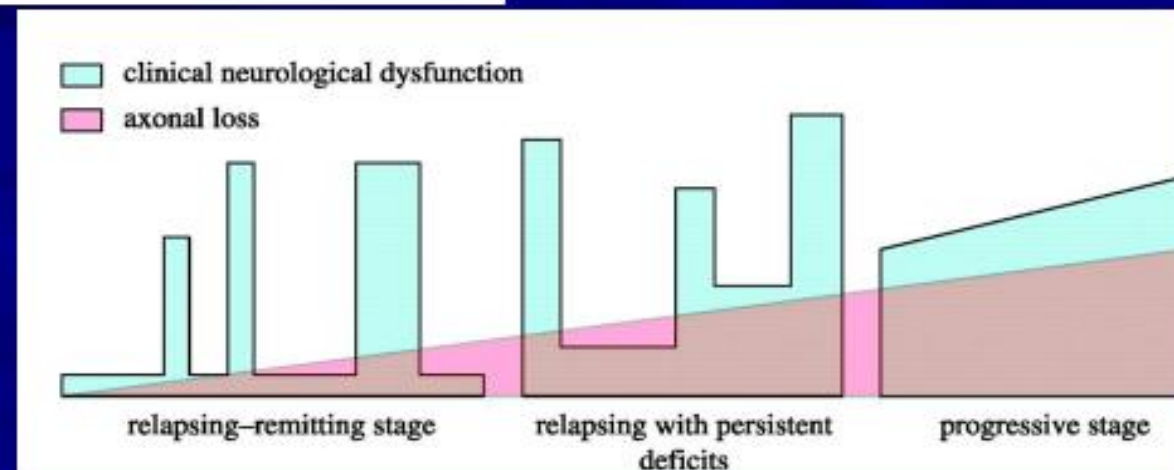 clinical neurological dysfunction
axonal loss
relapsing–remitting stage
relapsing with persistent
deficits
progressive stage